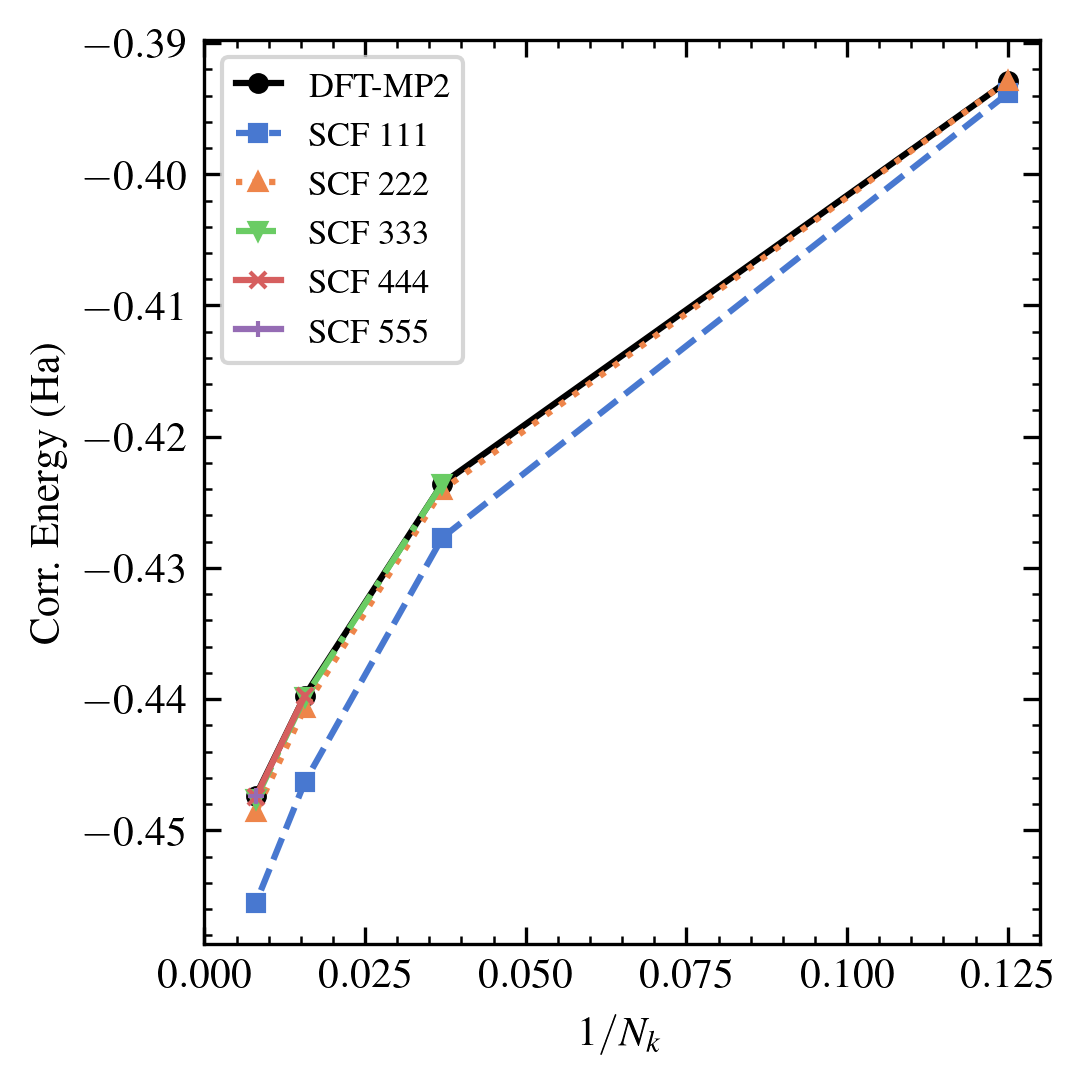 −0.39
−0.40
−0.41
−0.42
−0.43
−0.44
−0.45
Corr. Energy (Ha)
DFT-MP2
SCF 111
SCF 222
SCF 333
SCF 444
SCF 555
0.000 0.025 0.050 0.075 0.100 0.125
1/N_k